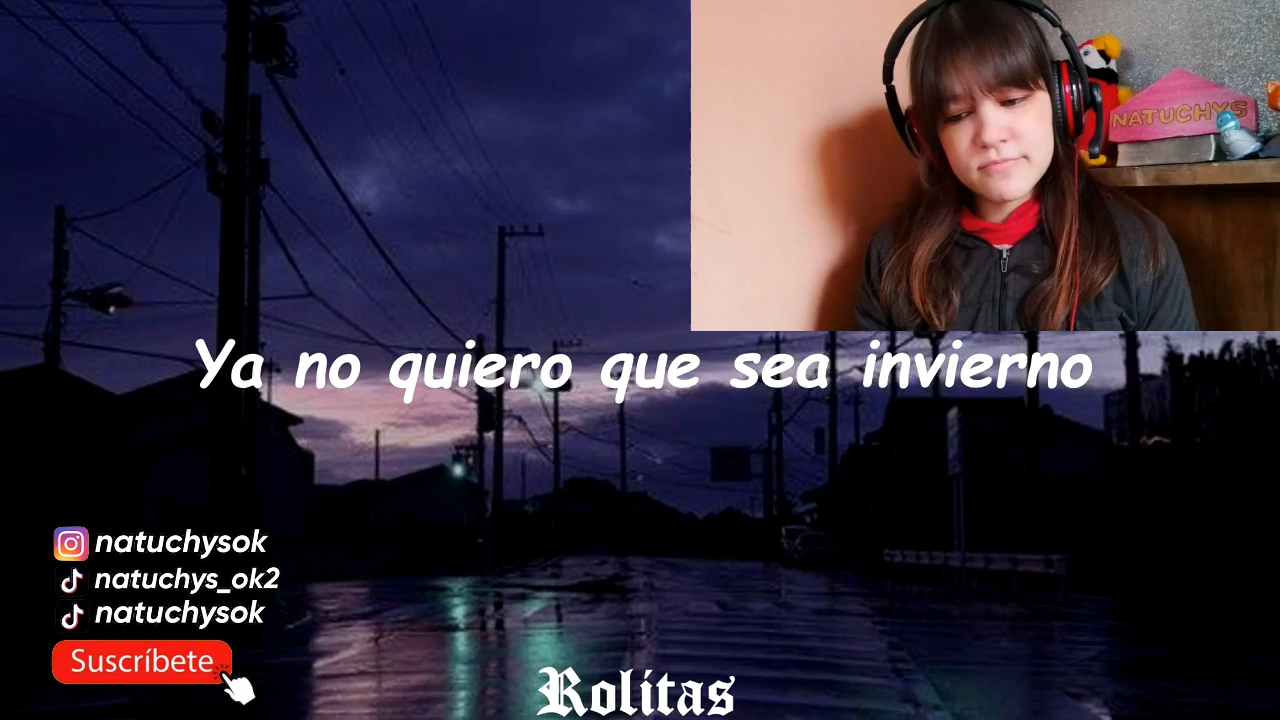 NATUCHYS
Ya no quiero que sea invierno
natuchysok
natuchys_ok2
natuchysok
Suscríbete
Rolitas